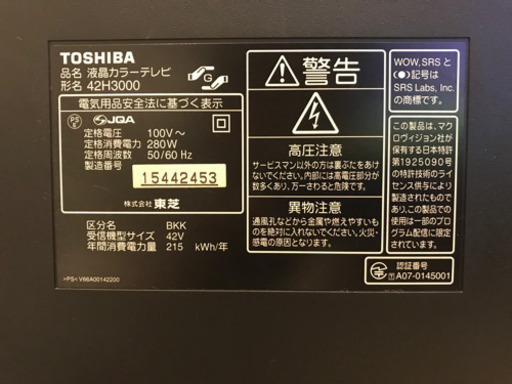 TOSHIBA
品名 液晶カラーテレビ
形名 42H3000
電気用品安全法に基づく表示
PS E JQA
定格電圧 100V～
定格消費電力 280W
定格周波数 50/60 Hz
製造番号
15442453
株式会社 東芝
区分名 BKK
受信機型サイズ 42V
年間消費電力量 215 kWh/年
>PS< V66A00142200
G
警告
高圧注意
サービスマン以外の方は裏ぶたをあけ
ないでください。内部には高電圧部分が
数多くあり、万一さわると危険です。
異物注意
通風孔などから金属や燃えやすいもの
を絶対に入れないでください。火災・
感電の原因となります。
WOW, SRS と
(●)記号は
SRS Labs, Inc.
の商標です。
この製品は、マク
ロヴィジョン社が
保有する日本特許
第1925090号
の特許技術のライ
センス供与により
製造されたもので
あり、この製品の
使用者による使用
は一部のプログ
ラム配信に限定
されています。
認証番号
T A07-0145001